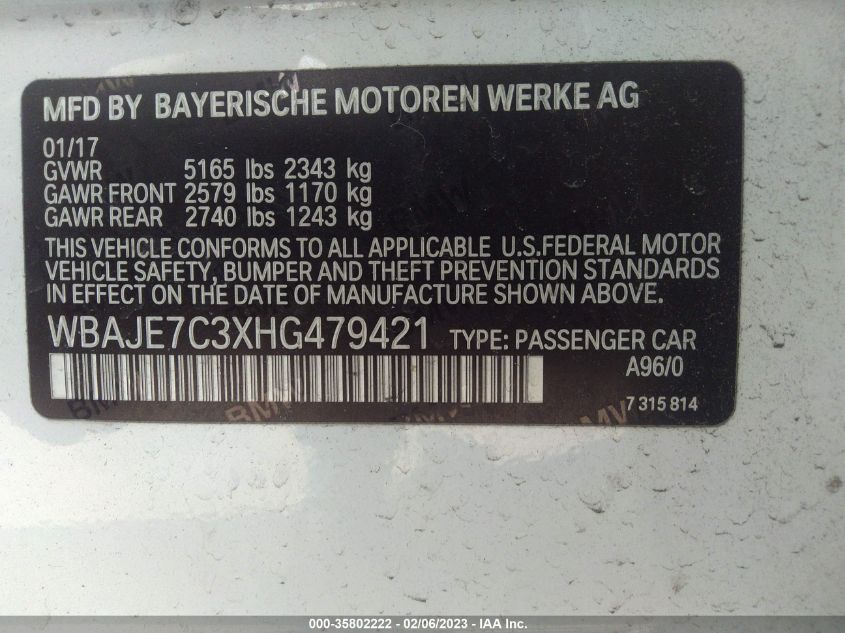 MFD BY BAYERISCHE MOTOREN WERKE AG
01/17
GVWR 5165 lbs 2343 kg
GAWR FRONT 2579 lbs 1170 kg
GAWR REAR 2740 lbs 1243 kg
THIS VEHICLE CONFORMS TO ALL APPLICABLE U.S.FEDERAL MOTOR
VEHICLE SAFETY, BUMPER AND THEFT PREVENTION STANDARDS
IN EFFECT ON THE DATE OF MANUFACTURE SHOWN ABOVE.
WBAJE7C3XHG479421 TYPE: PASSENGER CAR
A96/0
7 315 814
000-35802222 - 02/06/2023 - IAA Inc.